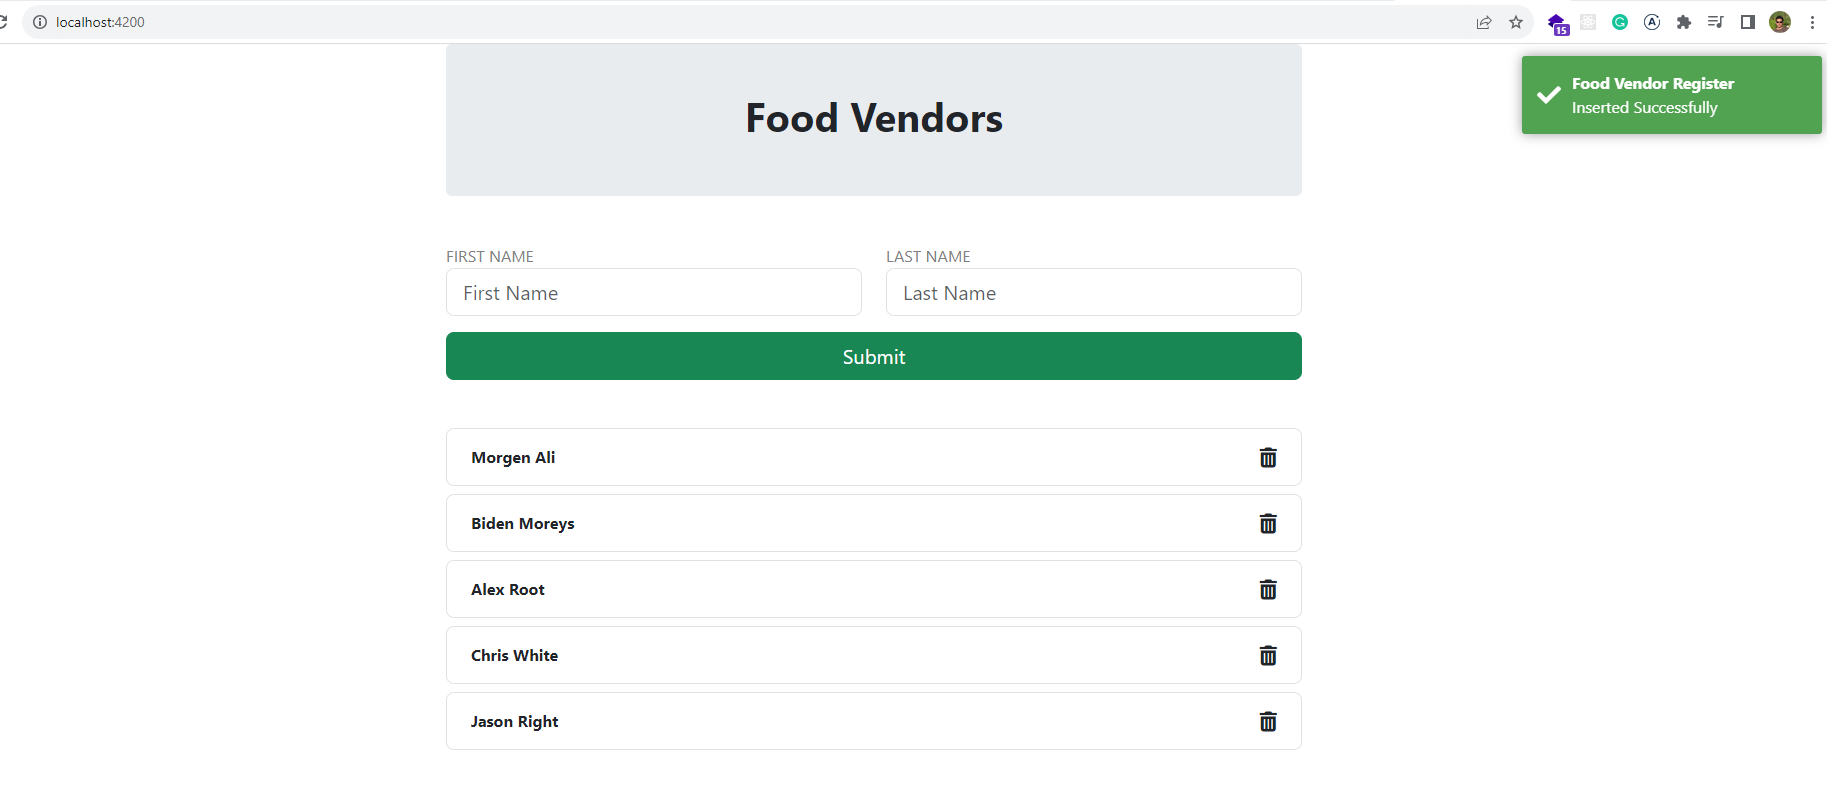 localhost:4200
15
Food Vendor Register
Inserted Successfully
Food Vendors
FIRST NAME
LAST NAME
First Name
Last Name
Submit
Morgen Ali
Biden Moreys
Alex Root
Chris White
Jason Right